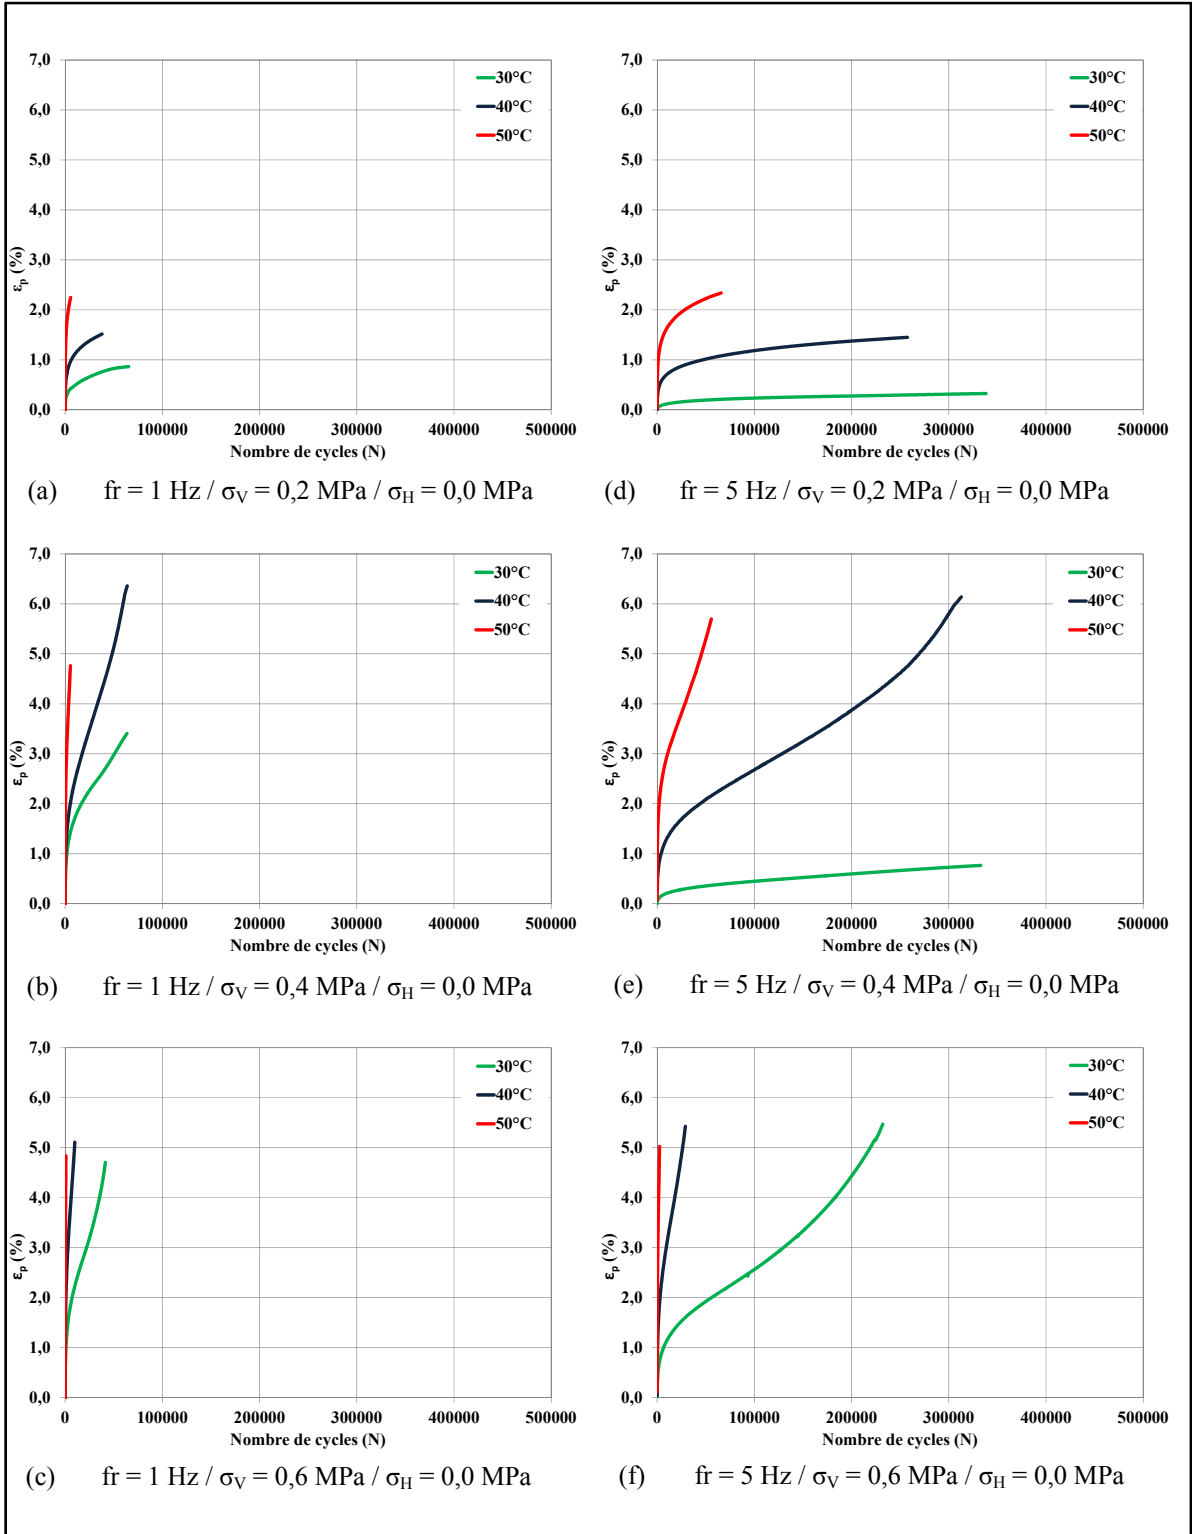 7,0
6,0
5,0
4,0
3,0
2,0
1,0
0,0
εp (%)
30°C
40°C
50°C
0 100000 200000 300000 400000 500000
Nombre de cycles (N)
(a) fr = 1 Hz / σV = 0,2 MPa / σH = 0,0 MPa
7,0
6,0
5,0
4,0
3,0
2,0
1,0
0,0
εp (%)
30°C
40°C
50°C
0 100000 200000 300000 400000 500000
Nombre de cycles (N)
(d) fr = 5 Hz / σV = 0,2 MPa / σH = 0,0 MPa
7,0
6,0
5,0
4,0
3,0
2,0
1,0
0,0
εp (%)
30°C
40°C
50°C
0 100000 200000 300000 400000 500000
Nombre de cycles (N)
(b) fr = 1 Hz / σV = 0,4 MPa / σH = 0,0 MPa
7,0
6,0
5,0
4,0
3,0
2,0
1,0
0,0
εp (%)
30°C
40°C
50°C
0 100000 200000 300000 400000 500000
Nombre de cycles (N)
(e) fr = 5 Hz / σV = 0,4 MPa / σH = 0,0 MPa
7,0
6,0
5,0
4,0
3,0
2,0
1,0
0,0
εp (%)
30°C
40°C
50°C
0 100000 200000 300000 400000 500000
Nombre de cycles (N)
(c) fr = 1 Hz / σV = 0,6 MPa / σH = 0,0 MPa
7,0
6,0
5,0
4,0
3,0
2,0
1,0
0,0
εp (%)
30°C
40°C
50°C
0 100000 200000 300000 400000 500000
Nombre de cycles (N)
(f) fr = 5 Hz / σV = 0,6 MPa / σH = 0,0 MPa